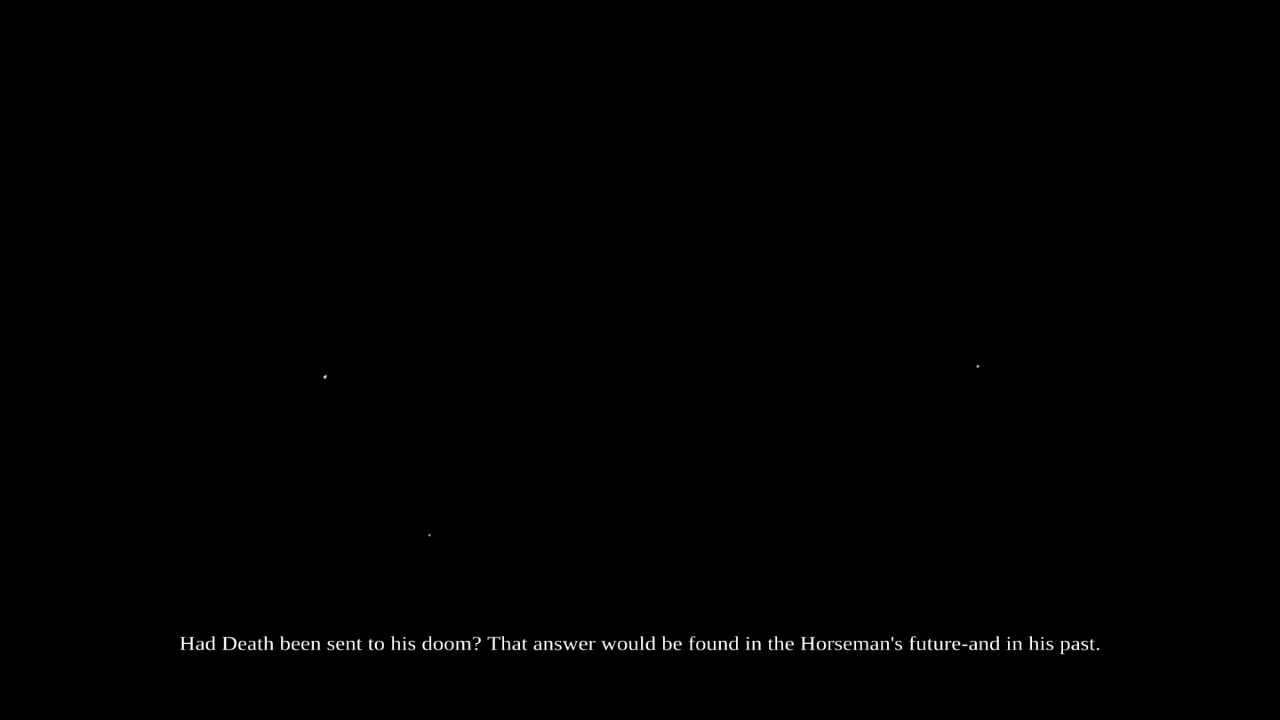 Had Death been sent to his doom? That answer would be found in the Horseman's future-and in his past.